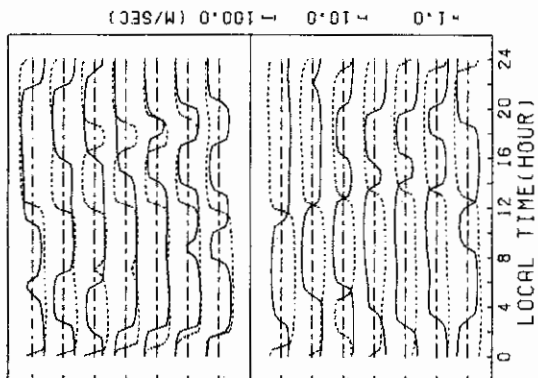 ⊢ 1.0 ⊢ 10.0 ⊢ 100.0 (M/SEC)
0 4 8 12 16 20 24
LOCAL TIME(HOUR)